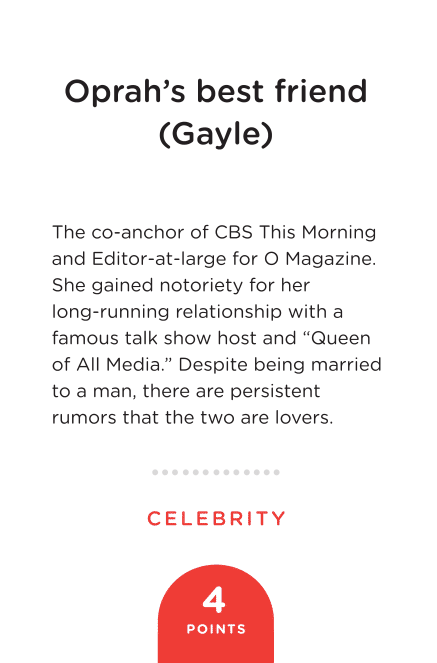 Oprah’s best friend
(Gayle)
The co-anchor of CBS This Morning
and Editor-at-large for O Magazine.
She gained notoriety for her
long-running relationship with a
famous talk show host and “Queen
of All Media.” Despite being married
to a man, there are persistent
rumors that the two are lovers.
CELEBRITY
4
POINTS